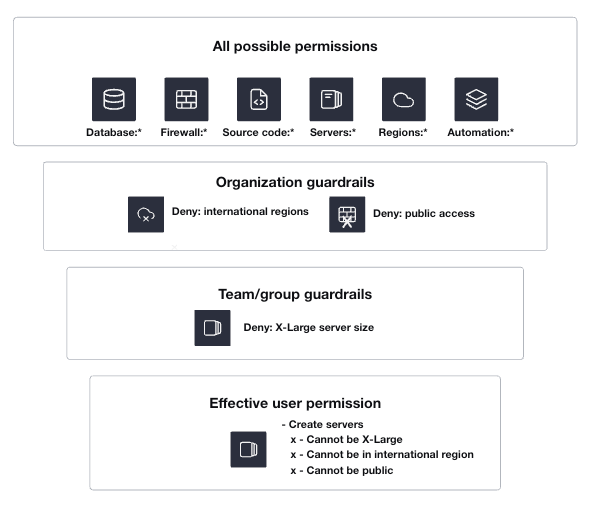 All possible permissions
Database:* Firewall:* Source code:* Servers:* Regions:* Automation:*
Organization guardrails
Deny: international regions Deny: public access
Team/group guardrails
Deny: X-Large server size
Effective user permission
- Create servers
x - Cannot be X-Large
x - Cannot be in international region
x - Cannot be public